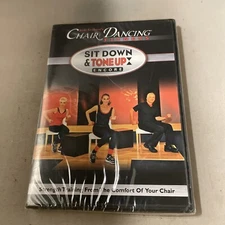 CHAIR DANCING
SIT DOWN
& TONE UP
ENCORE
Strength Training From The Comfort Of Your Chair